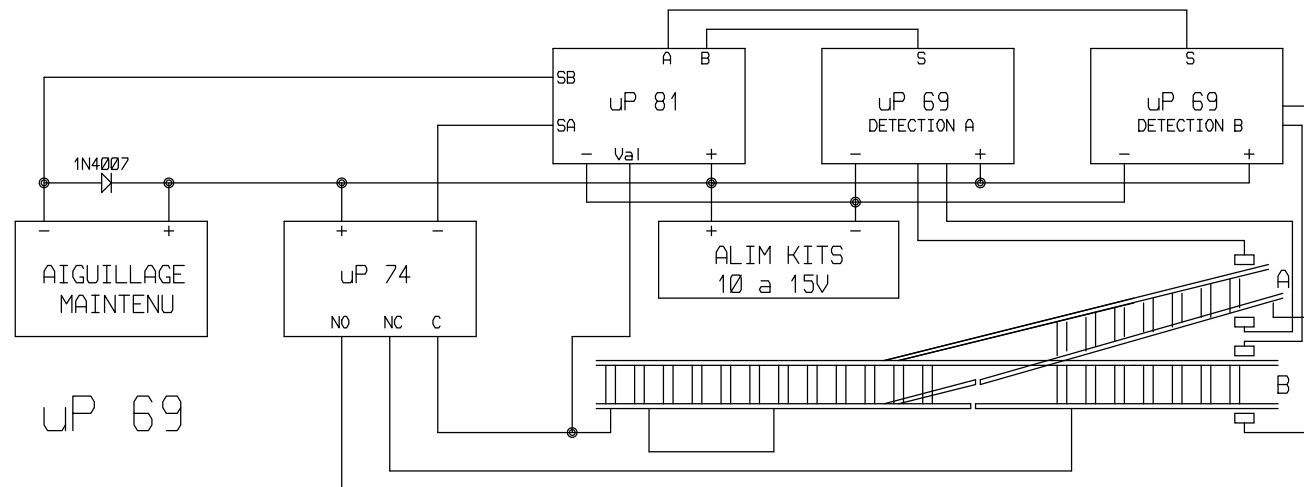 A B
SB
SA
uP 81
- Val +
S
uP 69
DETECTION A
- +
S
uP 69
DETECTION B
- +
1N4007
- +
AIGUILLAGE
MAINTENU
+ -
uP 74
NO NC C
+ -
ALIM KITS
10 a 15V
A
B
uP 69